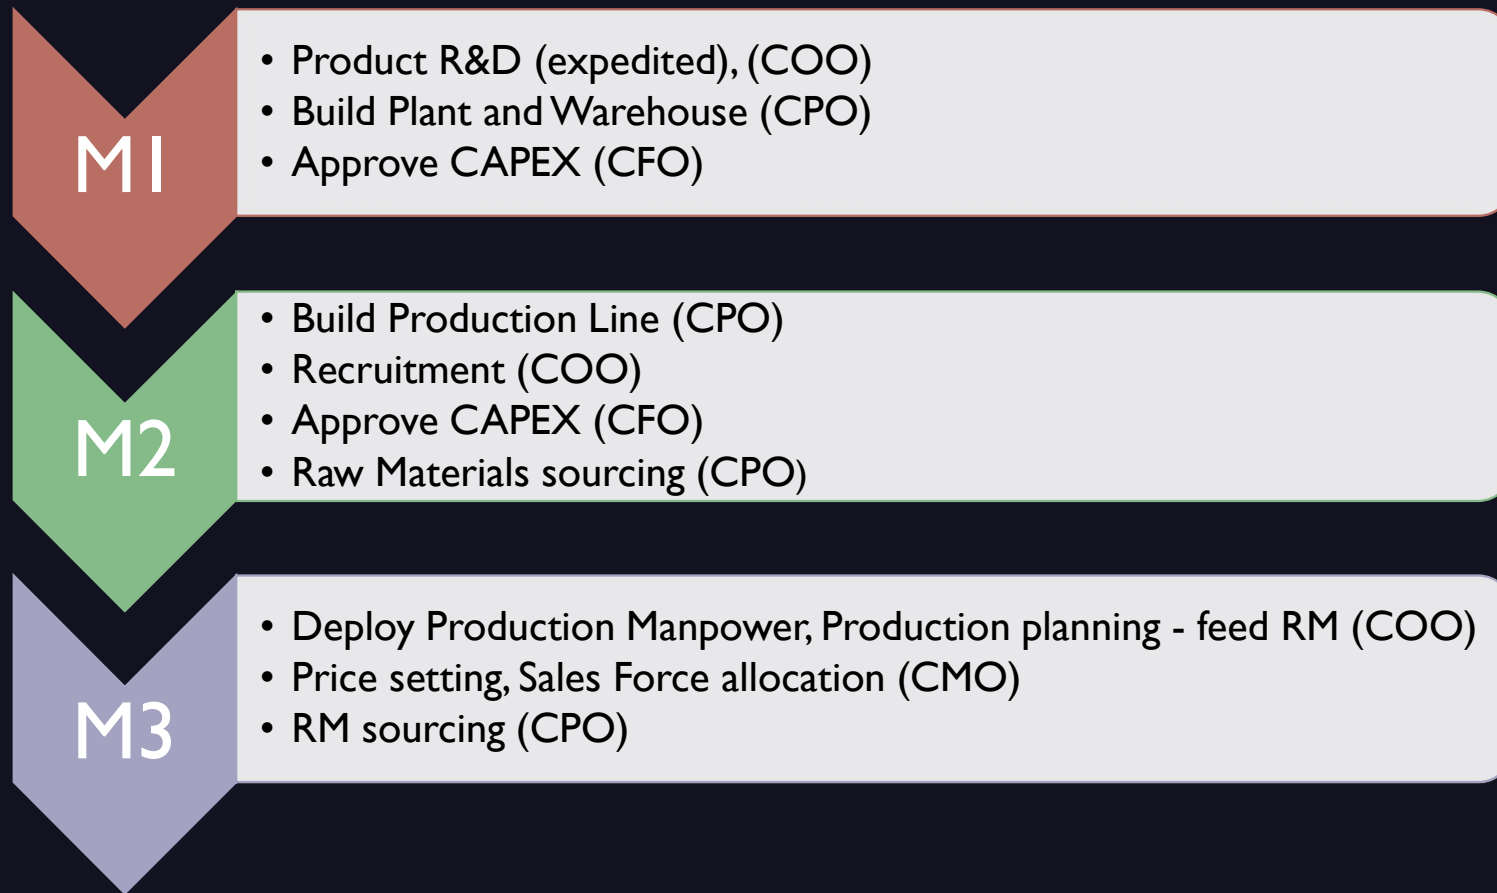 M1
• Product R&D (expedited), (COO)
• Build Plant and Warehouse (CPO)
• Approve CAPEX (CFO)
M2
• Build Production Line (CPO)
• Recruitment (COO)
• Approve CAPEX (CFO)
• Raw Materials sourcing (CPO)
M3
• Deploy Production Manpower, Production planning - feed RM (COO)
• Price setting, Sales Force allocation (CMO)
• RM sourcing (CPO)